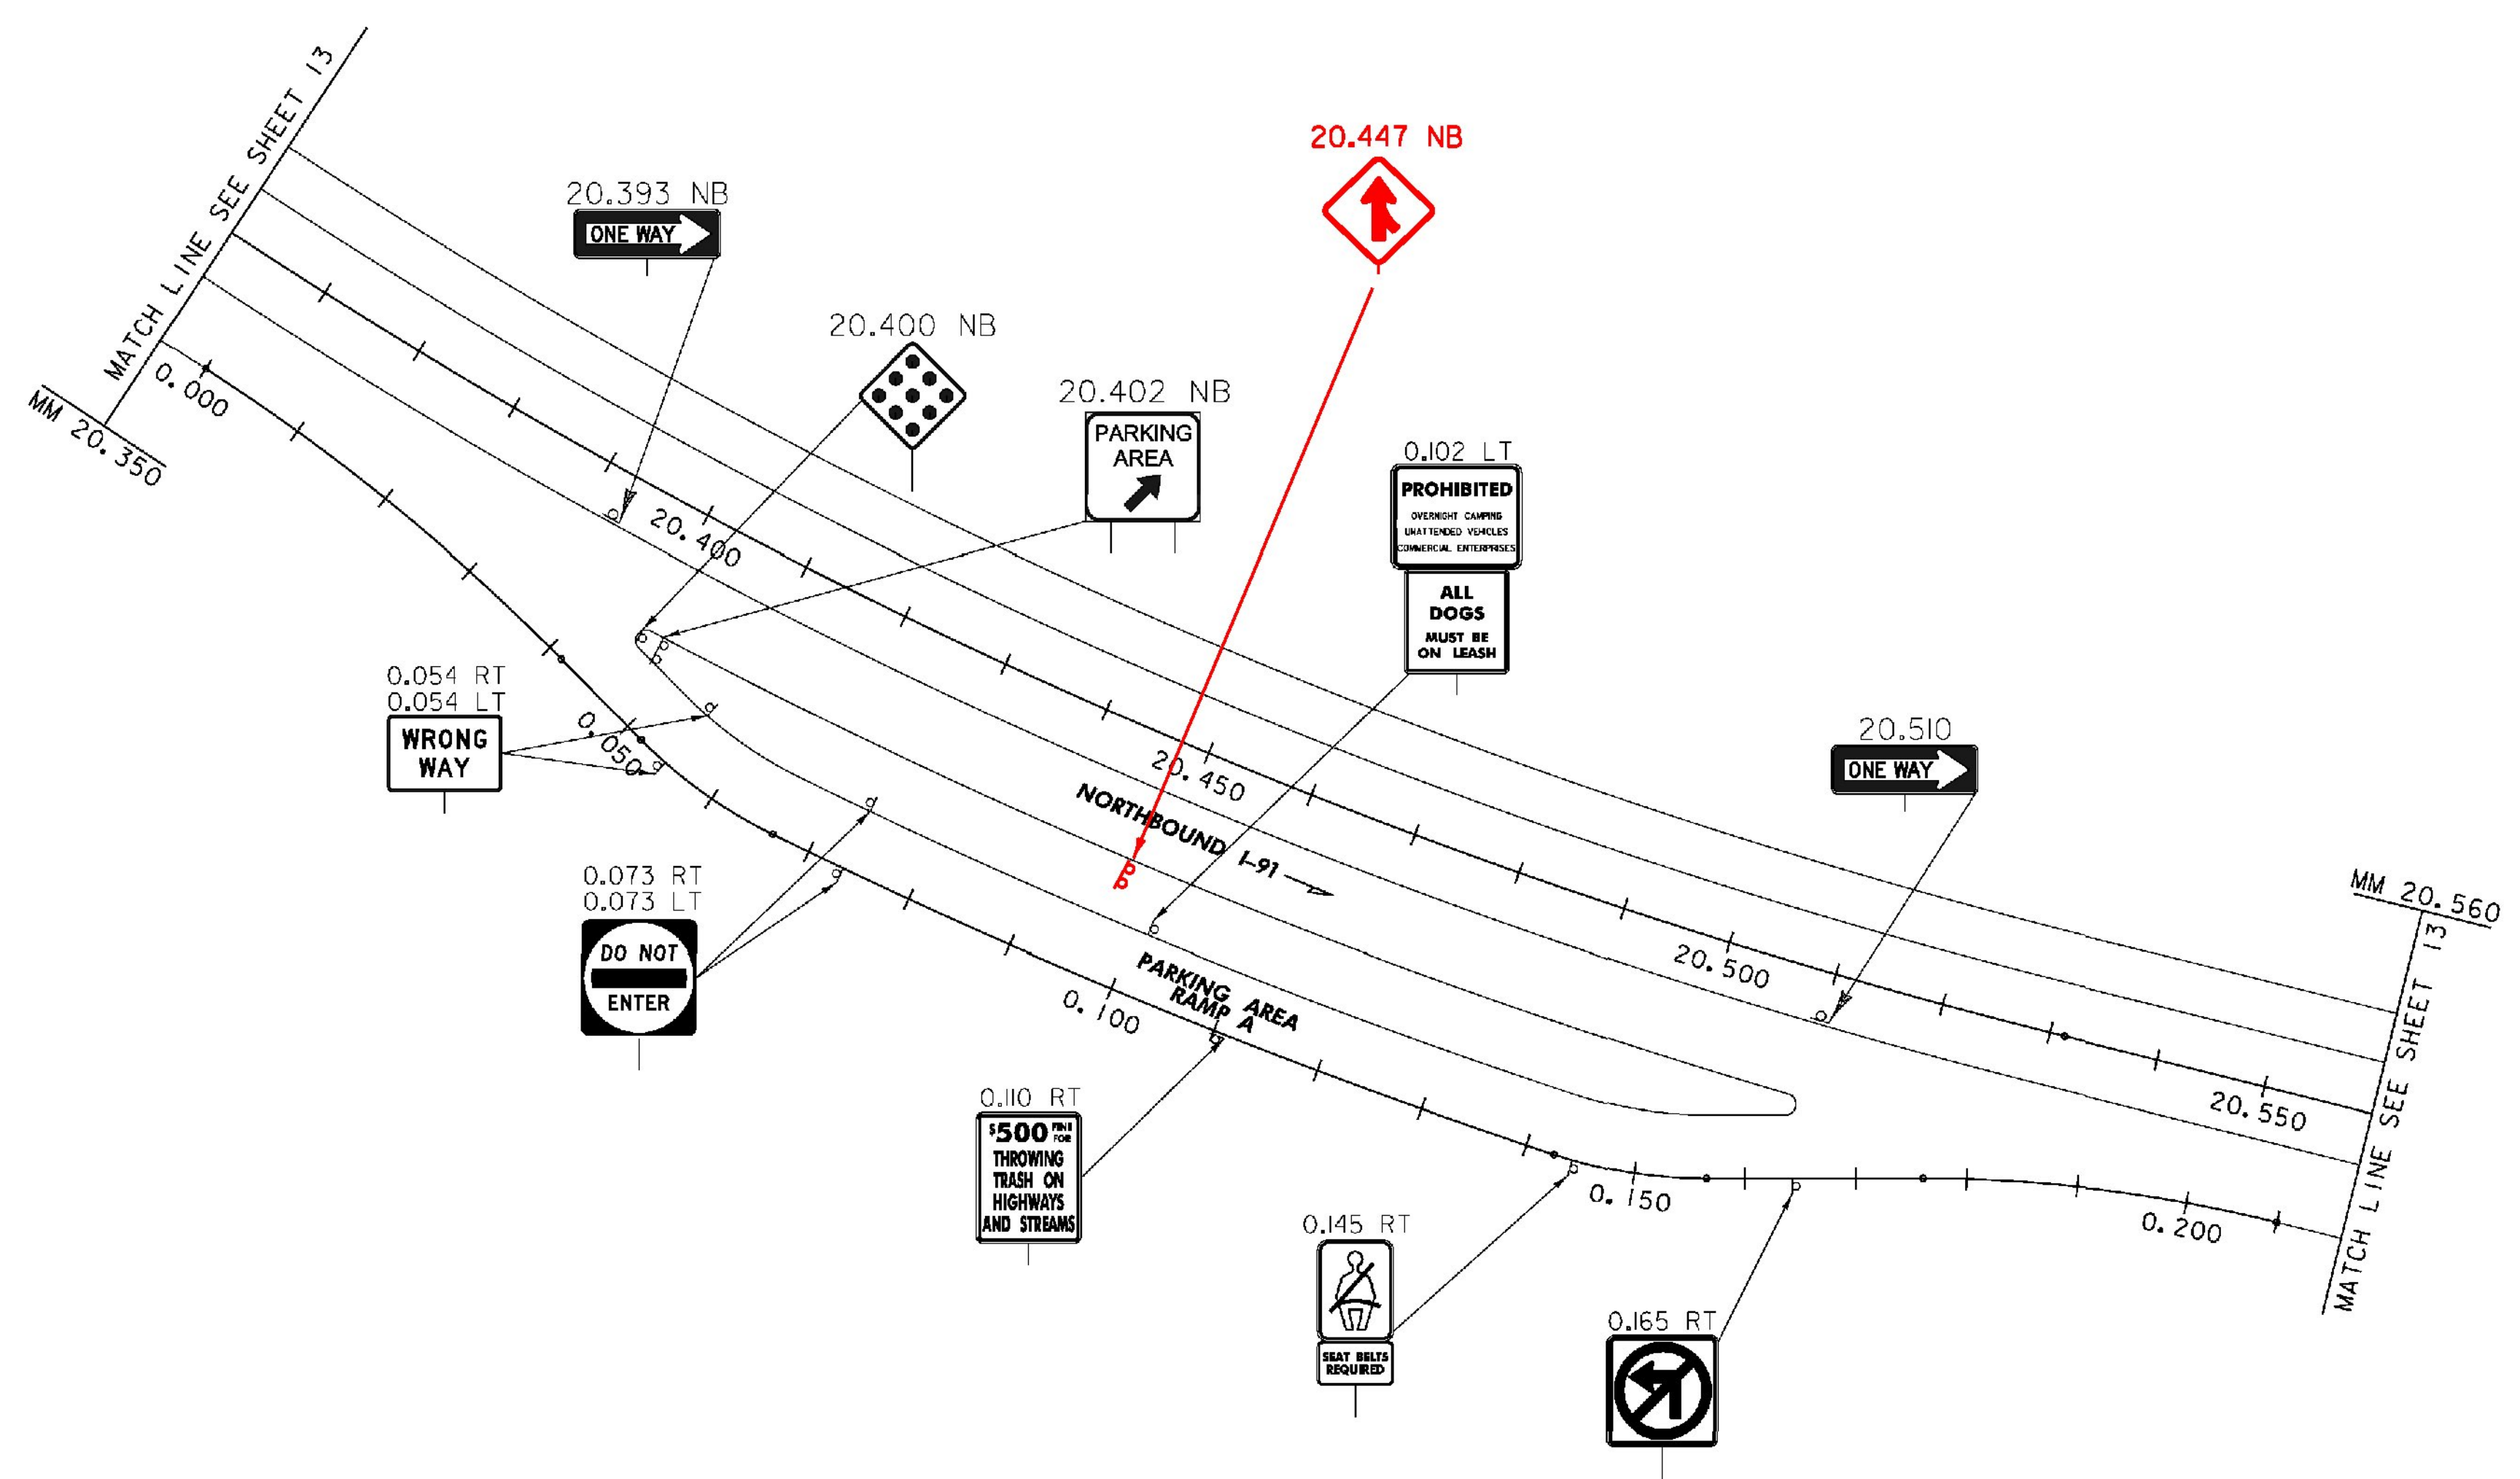 MATCH LINE SEE SHEET 13
MM 20.350
0.000
20.393 NB
ONE WAY
20.400 NB
20.402 NB
PARKING
AREA
20.447 NB
0.102 LT
PROHIBITED
OVERNIGHT CAMPING
UNATTENDED VEHICLES
COMMERCIAL ENTERPRISES
ALL
DOGS
MUST BE
ON LEASH
20.400
0.054 RT
0.054 LT
WRONG
WAY
0.050
20.450
NORTHBOUND I-91
20.510
ONE WAY
0.073 RT
0.073 LT
DO NOT
ENTER
PARKING AREA
RAMP A
0.100
20.500
MM 20.560
MATCH LINE SEE SHEET 13
20.550
0.110 RT
$500 FINE
FOR
THROWING
TRASH ON
HIGHWAYS
AND STREAMS
0.150
0.200
0.145 RT
SEAT BELTS
REQUIRED
0.165 RT